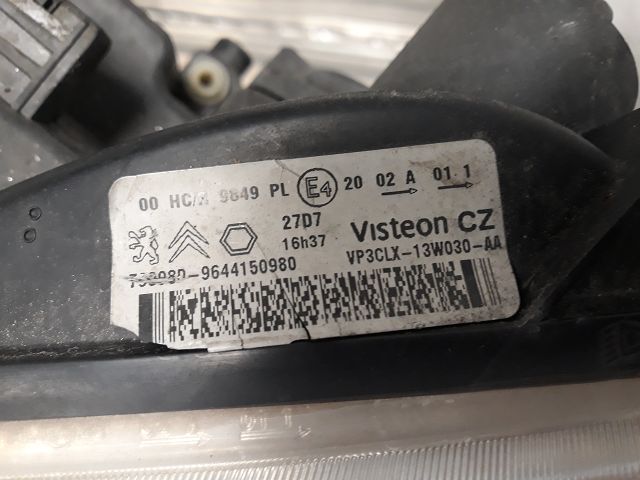 00 HC/R 9849 PL E4 20 02 A 01 1
27D7
16h37
Visteon CZ
VP3CLX-13W030-AA
9644150980